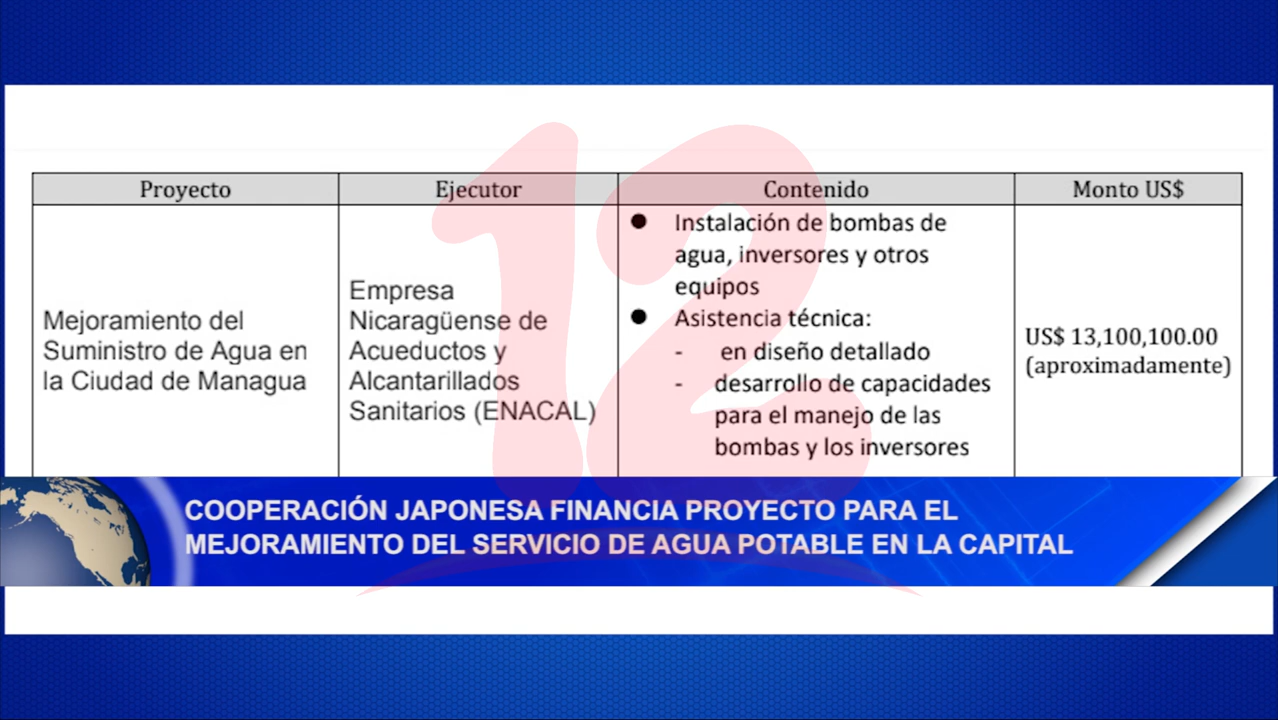 Proyecto
Ejecutor
Contenido
Monto US$
Mejoramiento del
Suministro de Agua en
la Ciudad de Managua
Empresa
Nicaragüense de
Acueductos y
Alcantarillados
Sanitarios (ENACAL)
● Instalación de bombas de
agua, inversores y otros
equipos
● Asistencia técnica:
- en diseño detallado
- desarrollo de capacidades
para el manejo de las
bombas y los inversores
US$ 13,100,100.00
(aproximadamente)
12
COOPERACIÓN JAPONESA FINANCIA PROYECTO PARA EL
MEJORAMIENTO DEL SERVICIO DE AGUA POTABLE EN LA CAPITAL